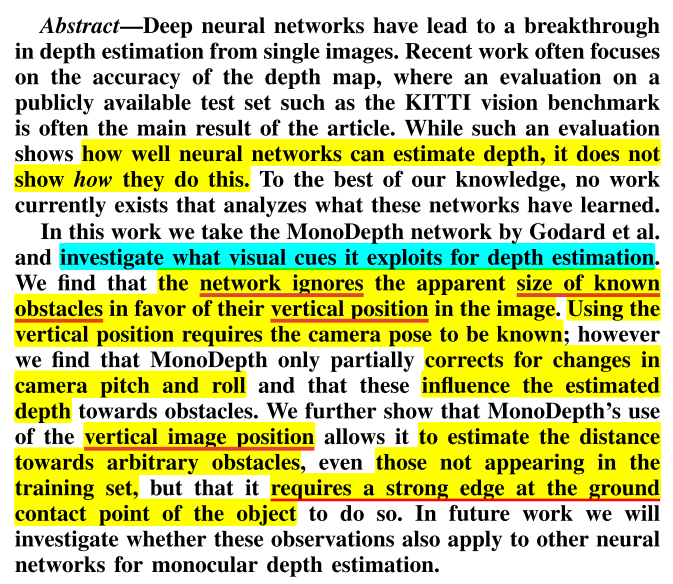 Abstract—Deep neural networks have lead to a breakthrough
in depth estimation from single images. Recent work often focuses
on the accuracy of the depth map, where an evaluation on a
publicly available test set such as the KITTI vision benchmark
is often the main result of the article. While such an evaluation
shows how well neural networks can estimate depth, it does not
show how they do this. To the best of our knowledge, no work
currently exists that analyzes what these networks have learned.
In this work we take the MonoDepth network by Godard et al.
and investigate what visual cues it exploits for depth estimation.
We find that the network ignores the apparent size of known
obstacles in favor of their vertical position in the image. Using the
vertical position requires the camera pose to be known; however
we find that MonoDepth only partially corrects for changes in
camera pitch and roll and that these influence the estimated
depth towards obstacles. We further show that MonoDepth’s use
of the vertical image position allows it to estimate the distance
towards arbitrary obstacles, even those not appearing in the
training set, but that it requires a strong edge at the ground
contact point of the object to do so. In future work we will
investigate whether these observations also apply to other neural
networks for monocular depth estimation.